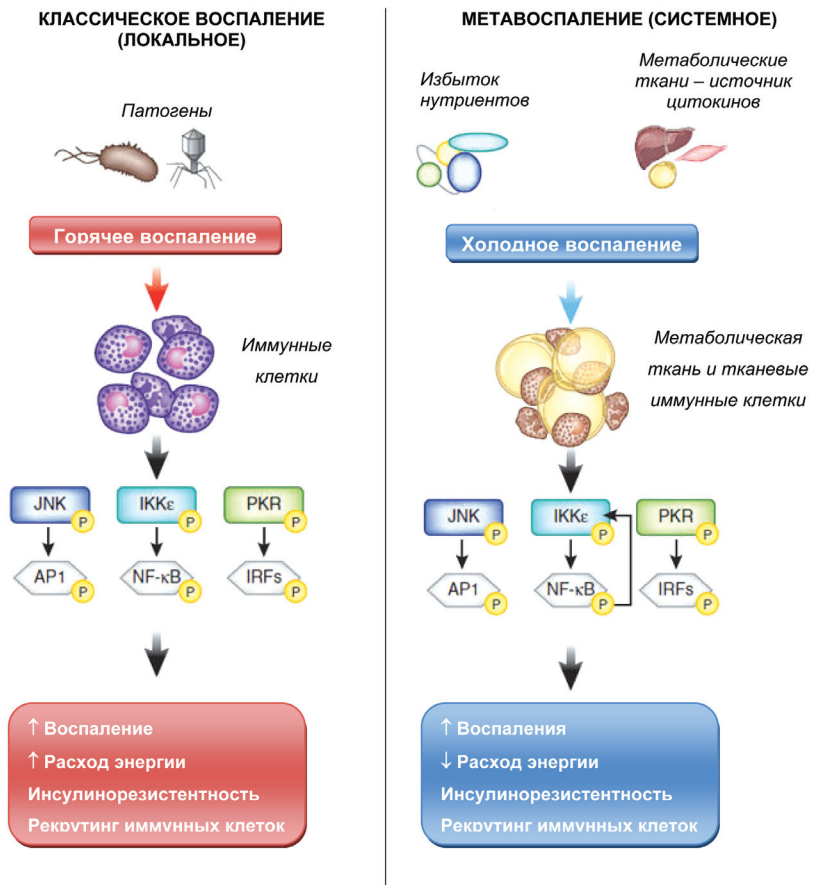 КЛАССИЧЕСКОЕ ВОСПАЛЕНИЕ
(ЛОКАЛЬНОЕ)
Патогены
Горячее воспаление
Иммунные
клетки
JNK
P
IKKε
P
PKR
P
AP1
P
NF-κB
P
IRFs
P
↑ Воспаление
↑ Расход энергии
Инсулинорезистентность
Рекрутинг иммунных клеток
МЕТАВОСПАЛЕНИЕ (СИСТЕМНОЕ)
Избыток
нутриентов
Метаболические
ткани – источник
цитокинов
Холодное воспаление
Метаболическая
ткань и тканевые
иммунные клетки
JNK
P
IKKε
P
PKR
P
AP1
P
NF-κB
P
IRFs
P
↑ Воспаления
↓ Расход энергии
Инсулинорезистентность
Рекрутинг иммунных клеток